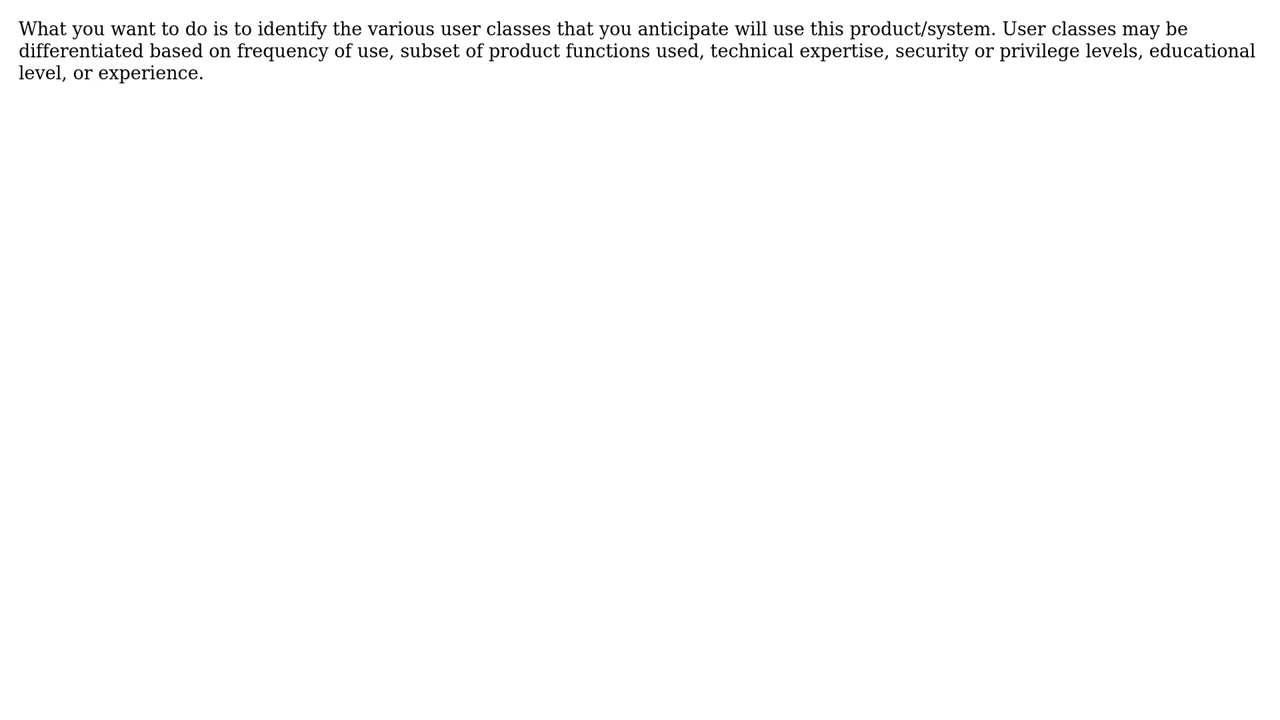 What you want to do is to identify the various user classes that you anticipate will use this product/system. User classes may be
differentiated based on frequency of use, subset of product functions used, technical expertise, security or privilege levels, educational
level, or experience.